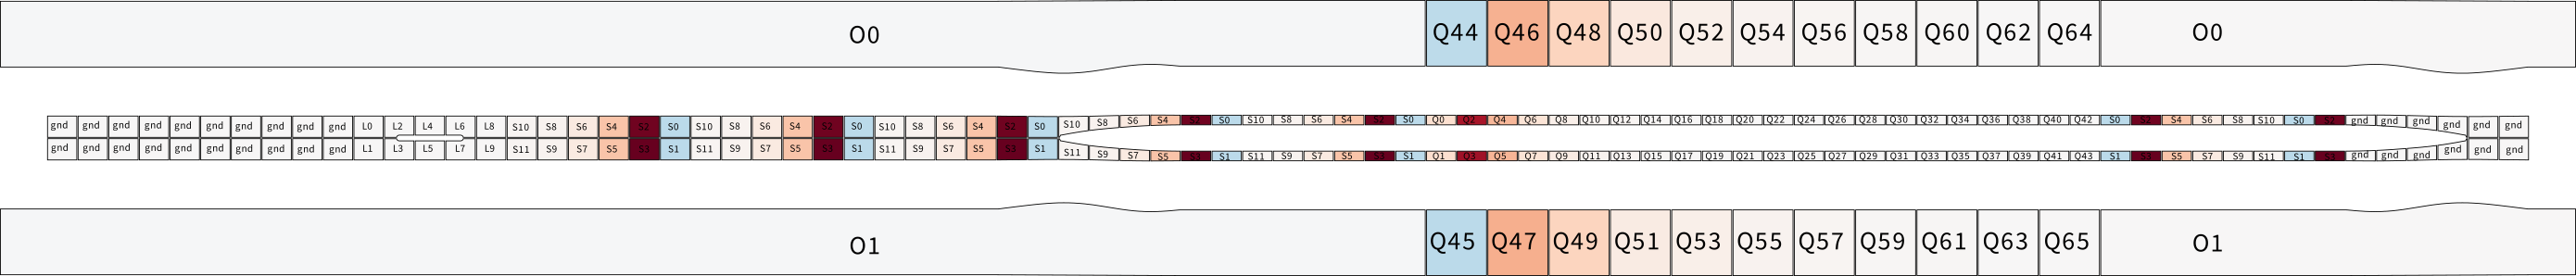 O0 Q44 Q46 Q48 Q50 Q52 Q54 Q56 Q58 Q60 Q62 Q64 O0
gnd gnd gnd gnd gnd gnd gnd gnd gnd gnd L0 L2 L4 L6 L8 S10 S8 S6 S4 S2 S0 S10 S8 S6 S4 S2 S0 S10 S8 S6 S4 S2 S0 S10 S8 S6 S4 S2 S0 S10 S8 S6 S4 S2 S0 Q0 Q2 Q4 Q6 Q8 Q10 Q12 Q14 Q16 Q18 Q20 Q22 Q24 Q26 Q28 Q30 Q32 Q34 Q36 Q38 Q40 Q42 S0 S2 S4 S6 S8 S10 S0 S2 gnd gnd gnd gnd gnd gnd
gnd gnd gnd gnd gnd gnd gnd gnd gnd gnd L1 L3 L5 L7 L9 S11 S9 S7 S5 S3 S1 S11 S9 S7 S5 S3 S1 S11 S9 S7 S5 S3 S1 S11 S9 S7 S5 S3 S1 S11 S9 S7 S5 S3 S1 Q1 Q3 Q5 Q7 Q9 Q11 Q13 Q15 Q17 Q19 Q21 Q23 Q25 Q27 Q29 Q31 Q33 Q35 Q37 Q39 Q41 Q43 S1 S3 S5 S7 S9 S11 S1 S3 gnd gnd gnd gnd gnd gnd
O1 Q45 Q47 Q49 Q51 Q53 Q55 Q57 Q59 Q61 Q63 Q65 O1